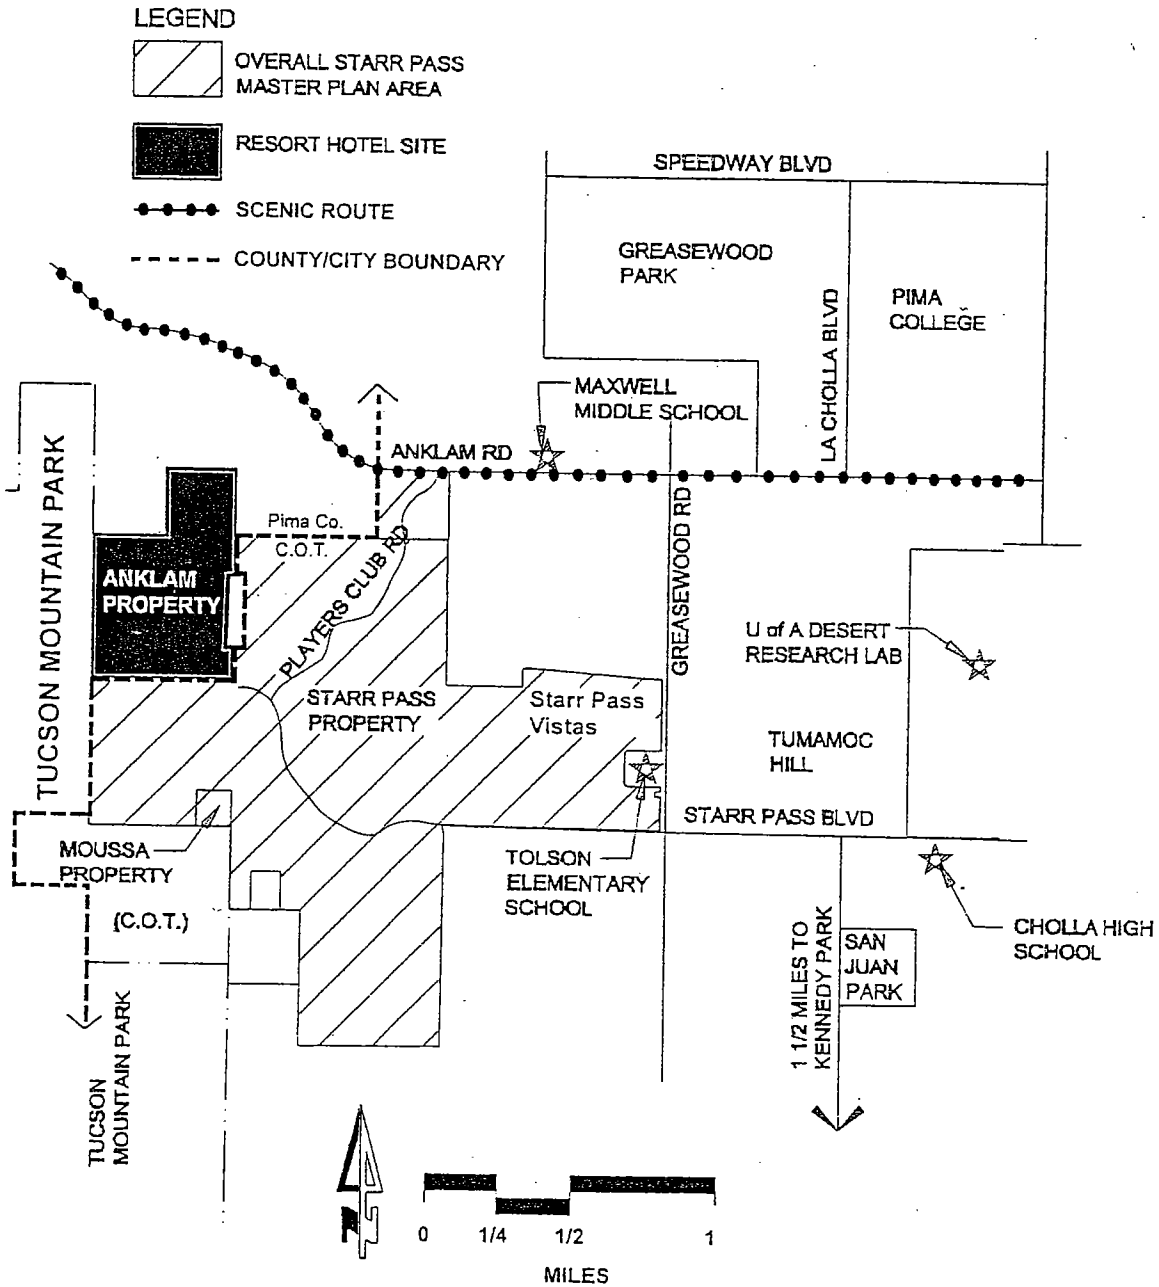 LEGEND
OVERALL STARR PASS
MASTER PLAN AREA
RESORT HOTEL SITE
SCENIC ROUTE
COUNTY/CITY BOUNDARY
SPEEDWAY BLVD
GREASEWOOD
PARK
LA CHOLLA BLVD
PIMA
COLLEGE
MAXWELL
MIDDLE SCHOOL
ANKLAM RD
TUCSON MOUNTAIN PARK
Pima Co.
C.O.T.
PLAYERS CLUB RD
GREASEWOOD RD
ANKLAM
PROPERTY
U of A DESERT
RESEARCH LAB
STARR PASS
PROPERTY
Starr Pass
Vistas
TUMAMOC
HILL
STARR PASS BLVD
MOUSSA
PROPERTY
(C.O.T.)
TOLSON
ELEMENTARY
SCHOOL
CHOLLA HIGH
SCHOOL
SAN
JUAN
PARK
1 1/2 MILES TO
KENNEDY PARK
TUCSON
MOUNTAIN PARK
0 1/4 1/2 1
MILES